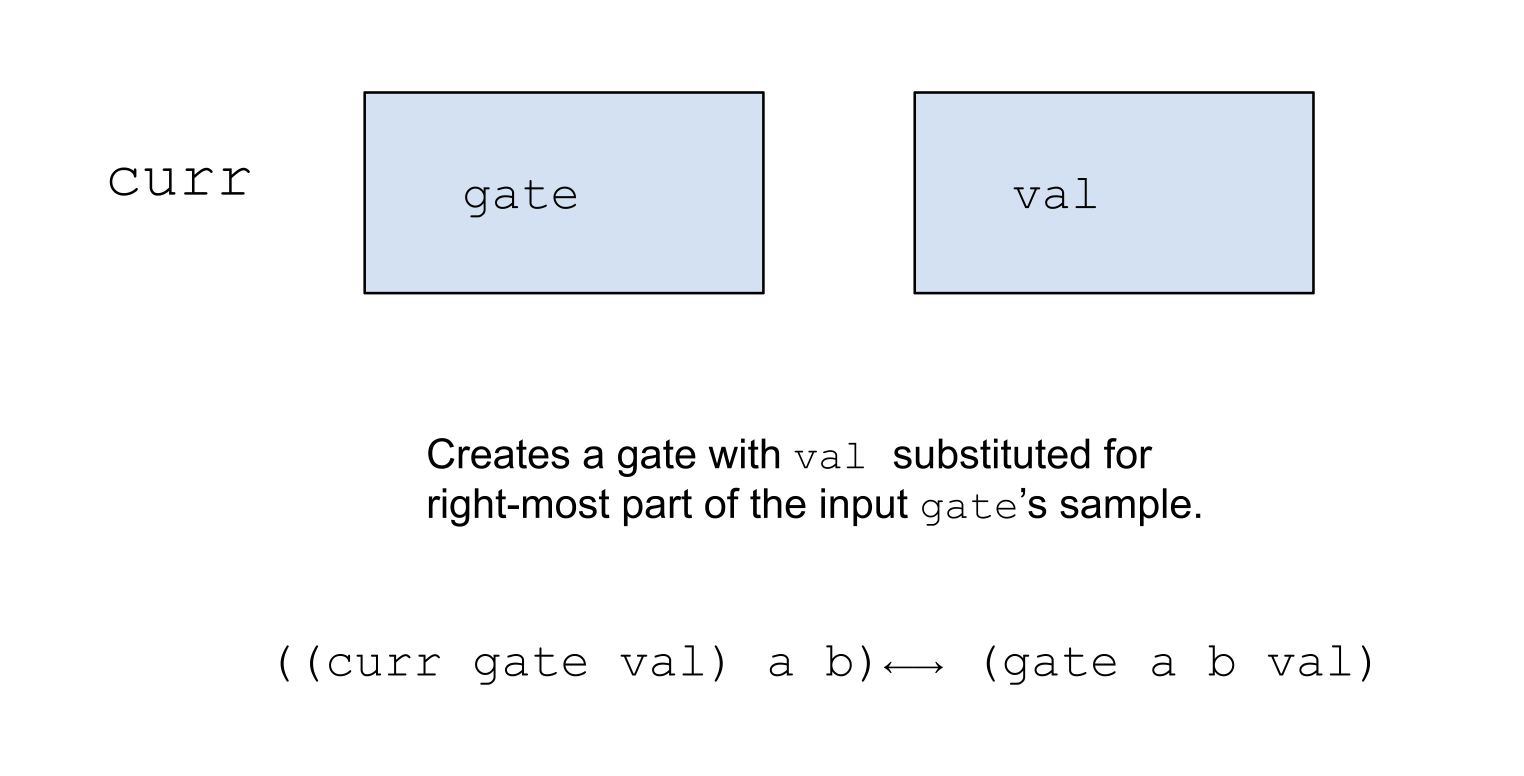 curr
gate
val
Creates a gate with val substituted for
right-most part of the input gate’s sample.
((curr gate val) a b)⟷ (gate a b val)